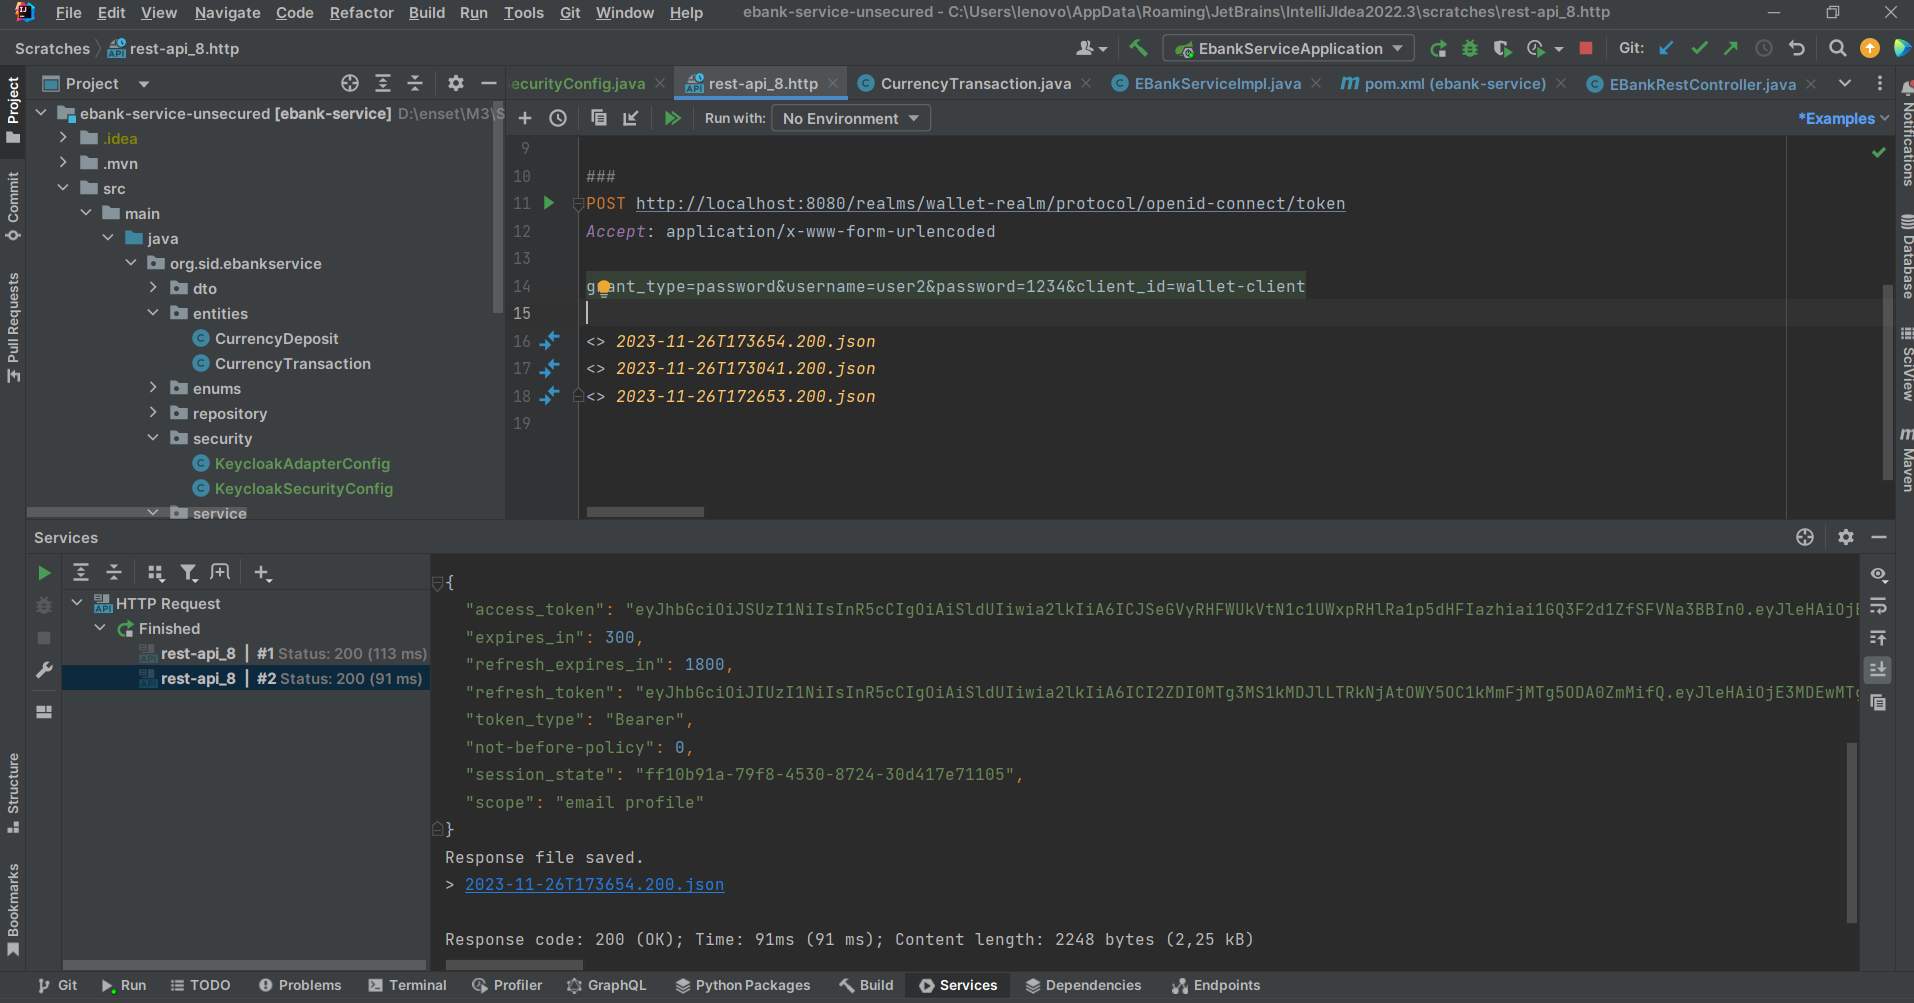 File Edit View Navigate Code Refactor Build Run Tools Git Window Help ebank-service-unsecured - C:\Users\lenovo\AppData\Roaming\JetBrains\IntelliJIdea2022.3\scratches\rest-api_8.http
Scratches rest-api_8.http EbankServiceApplication Git:
Project
ecurityConfig.java rest-api_8.http CurrencyTransaction.java EBankServiceImpl.java pom.xml (ebank-service) EBankRestController.java
Run with: No Environment *Examples
ebank-service-unsecured [ebank-service] D:\enset\M3\S
.idea
.mvn
src
main
java
org.sid.ebankservice
dto
entities
CurrencyDeposit
CurrencyTransaction
enums
repository
security
KeycloakAdapterConfig
KeycloakSecurityConfig
service
9
10 ###
11 POST http://localhost:8080/realms/wallet-realm/protocol/openid-connect/token
12 Accept: application/x-www-form-urlencoded
13
14 grant_type=password&username=user2&password=1234&client_id=wallet-client
15
16 <> 2023-11-26T173654.200.json
17 <> 2023-11-26T173041.200.json
18 <> 2023-11-26T172653.200.json
19
Project
Commit
Pull Requests
Structure
Bookmarks
Notifications
Database
SciView
Maven
Services
HTTP Request
Finished
rest-api_8 | #1 Status: 200 (113 ms)
rest-api_8 | #2 Status: 200 (91 ms)
{
"access_token": "eyJhbGciOiJSUzI1NiIsInR5cCIgOiAiSldUIiwia2lkIiA6ICJSeGVyRHFWUkVtN1c1UWxpRHlRa1p5dHFIazhiai1GQ3F2d1ZfSFVNa3BBIn0.eyJleHAiOjE
"expires_in": 300,
"refresh_expires_in": 1800,
"refresh_token": "eyJhbGciOiJIUzI1NiIsInR5cCIgOiAiSldUIiwia2lkIiA6ICI2ZDI0MTg3MS1kMDJlLTRkNjAtOWY5OC1kMmFjMTg5ODA0ZmMifQ.eyJleHAiOjE3MDEwMTg
"token_type": "Bearer",
"not-before-policy": 0,
"session_state": "ff10b91a-79f8-4530-8724-30d417e71105",
"scope": "email profile"
}
Response file saved.
> 2023-11-26T173654.200.json
Response code: 200 (OK); Time: 91ms (91 ms); Content length: 2248 bytes (2,25 kB)
Git Run TODO Problems Terminal Profiler GraphQL Python Packages Build Services Dependencies Endpoints